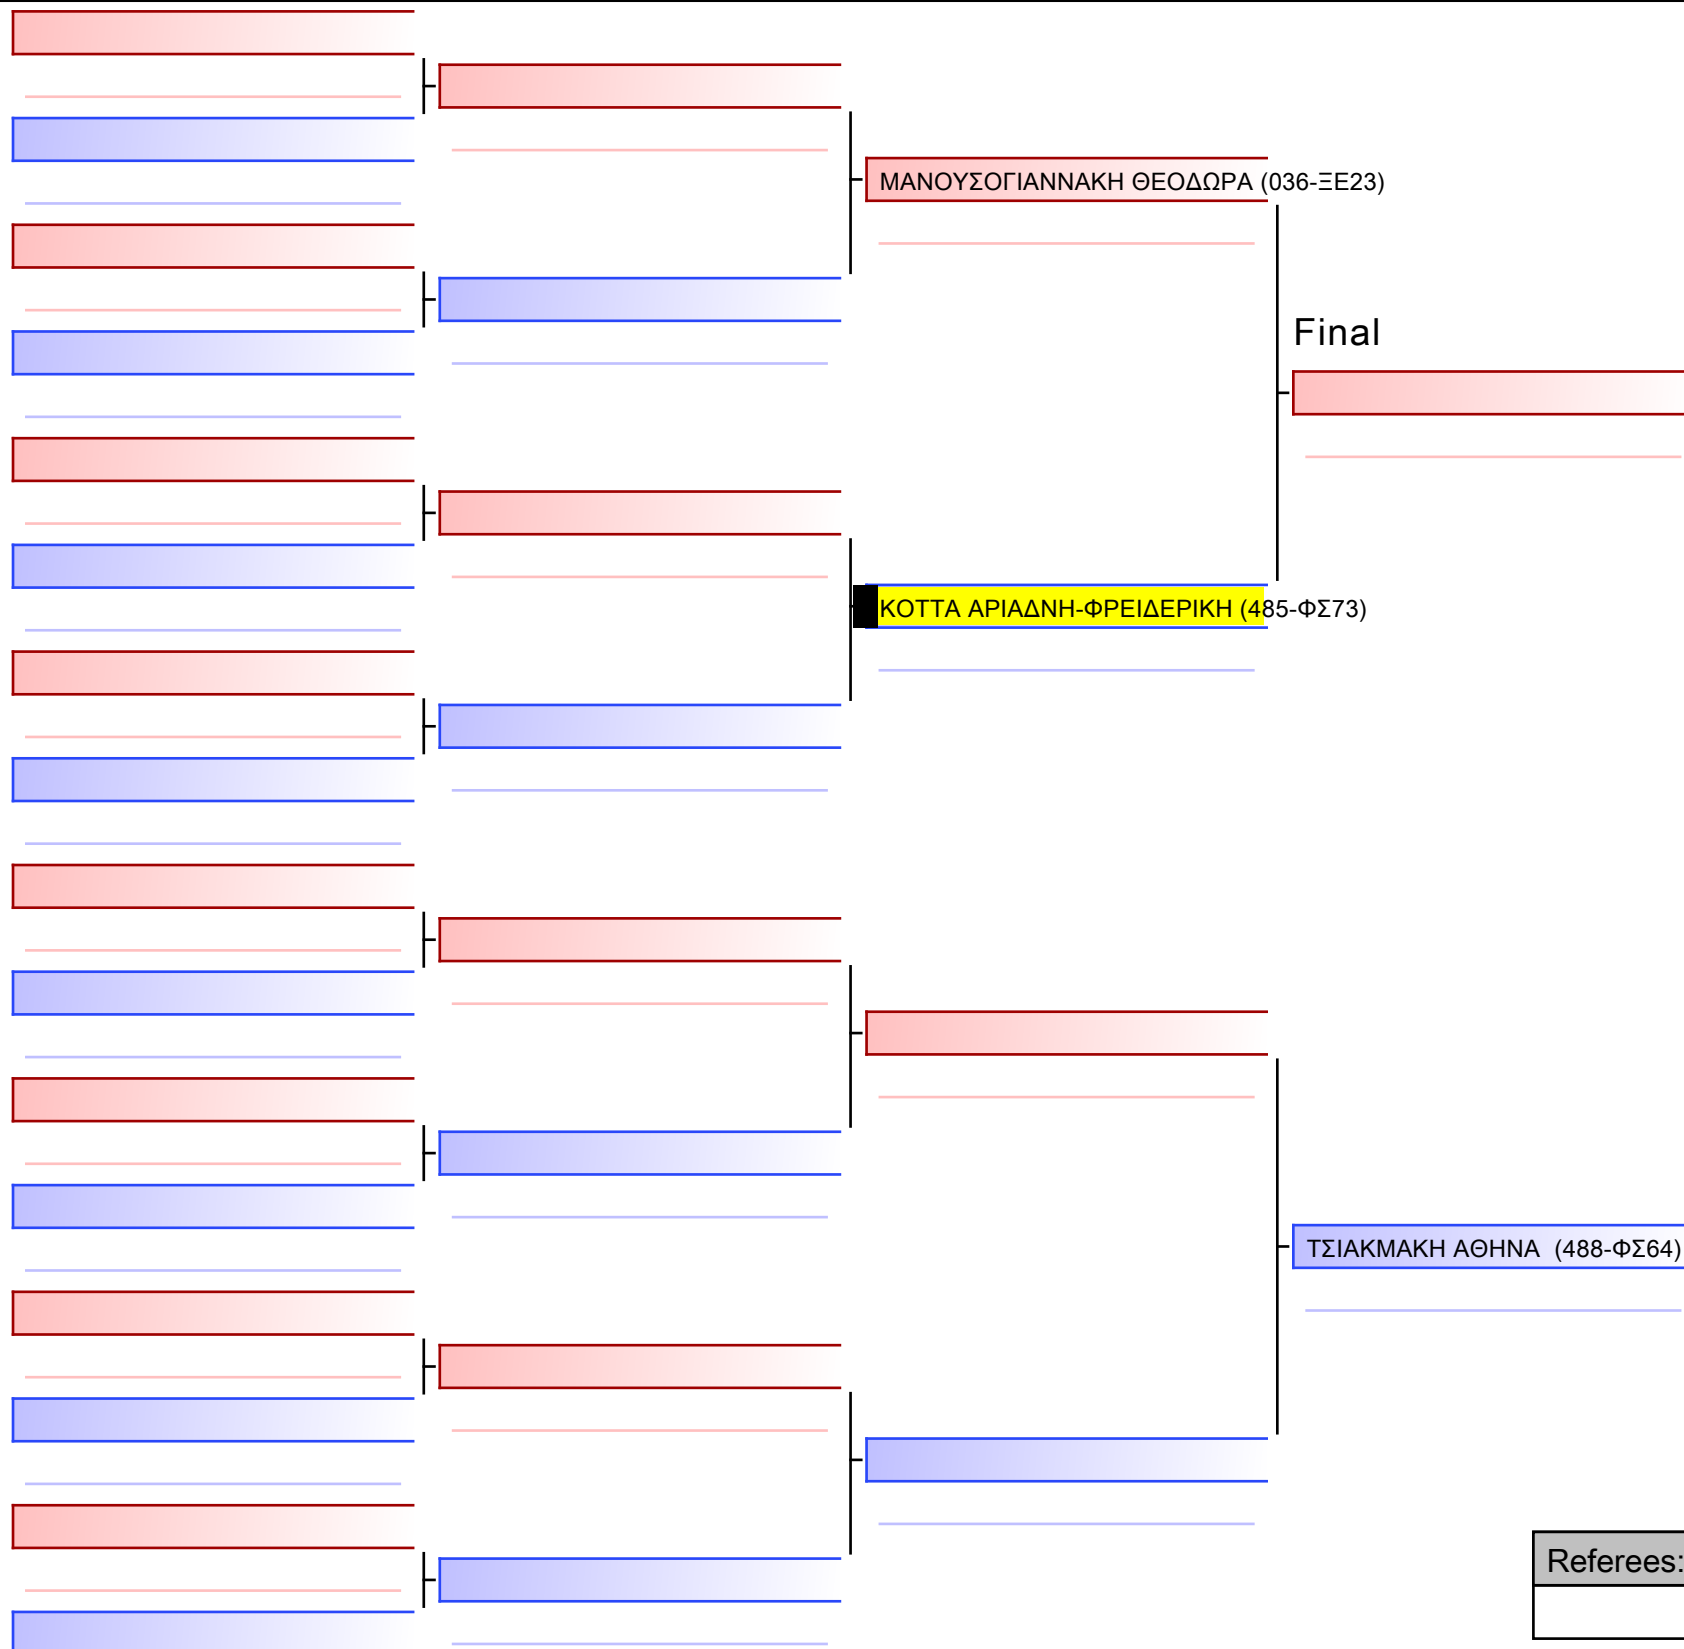 ΜΑΝΟΥΣΟΓΙΑΝΝΑΚΗ ΘΕΟΔΩΡΑ (036-ΞΕ23)
Final
ΚΟΤΤΑ ΑΡΙΑΔΝΗ-ΦΡΕΙΔΕΡΙΚΗ (485-ΦΣ73)
ΤΣΙΑΚΜΑΚΗ ΑΘΗΝΑ (488-ΦΣ64)
Referees: